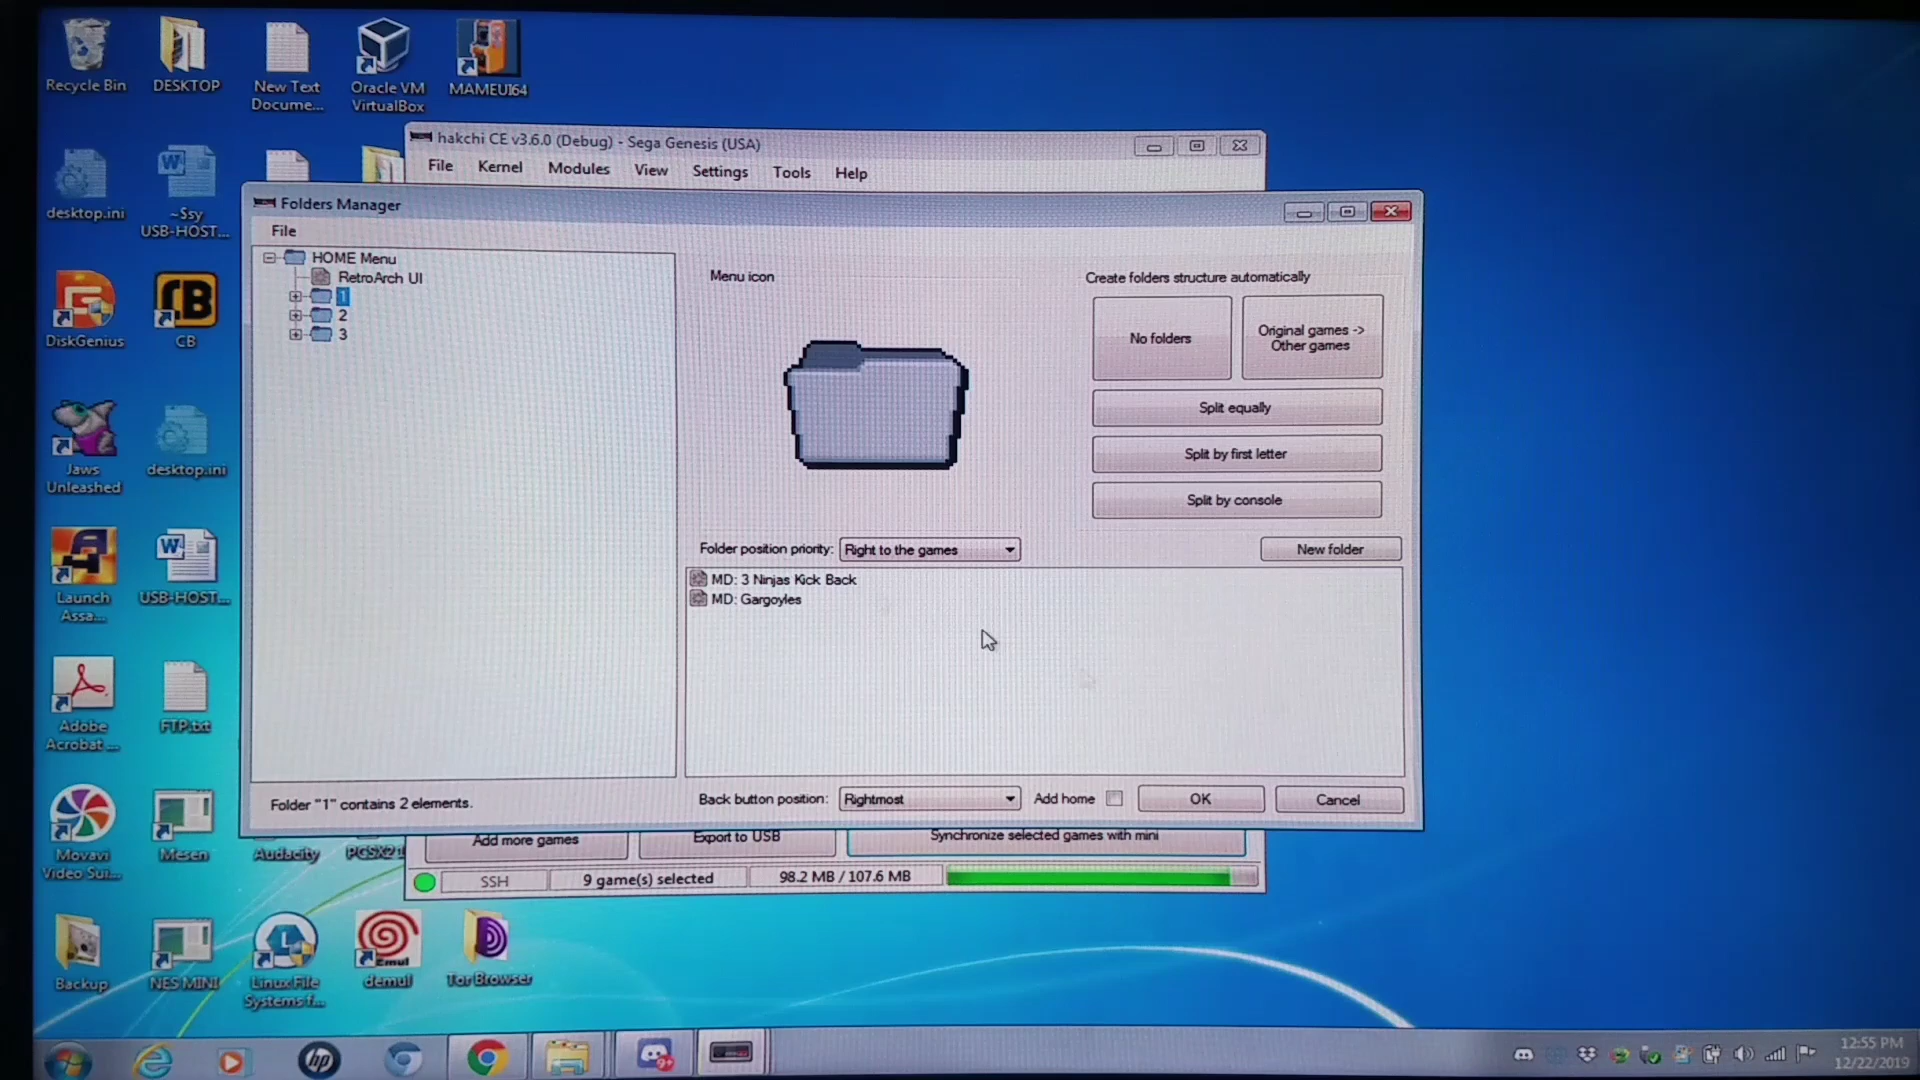 Recycle Bin
DESKTOP
New Text
Docume...
Oracle VM
VirtualBox
MAMEUI64
desktop.ini
~$sy
USB-HOST...
DiskGenius
CB
CB
Jaws
Unleashed
desktop.ini
Launch
Assa...
USB-HOST...
Adobe
Acrobat ...
FTP.txt
Movavi
Video Sui...
Mesen
Audacity
PCSX21
Backup
NES MINI
Linux File
Systems f...
Emul
demul
Tor Browser
hakchi CE v3.6.0 (Debug) - Sega Genesis (USA)
File Kernel Modules View Settings Tools Help
Folders Manager
File
HOME Menu
RetroArch UI
1
2
3
Menu icon
Create folders structure automatically
No folders
Original games ->
Other games
Split equally
Split by first letter
Split by console
Folder position priority: Right to the games
New folder
MD: 3 Ninjas Kick Back
MD: Gargoyles
Folder "1" contains 2 elements.
Back button position: Rightmost
Add home
OK
Cancel
Add more games
Export to USB
Synchronize selected games with mini
SSH
9 game(s) selected
98.2 MB / 107.6 MB
hp
9+
12:55 PM
12/22/2019